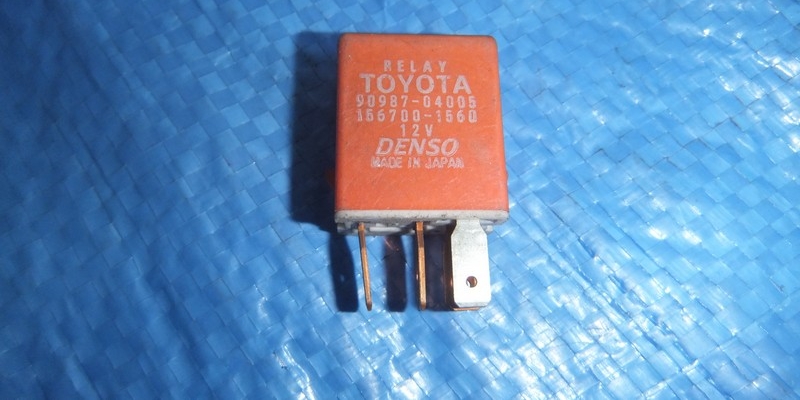 RELAY
TOYOTA
90987-04005
156700-1560
12V
DENSO
MADE IN JAPAN